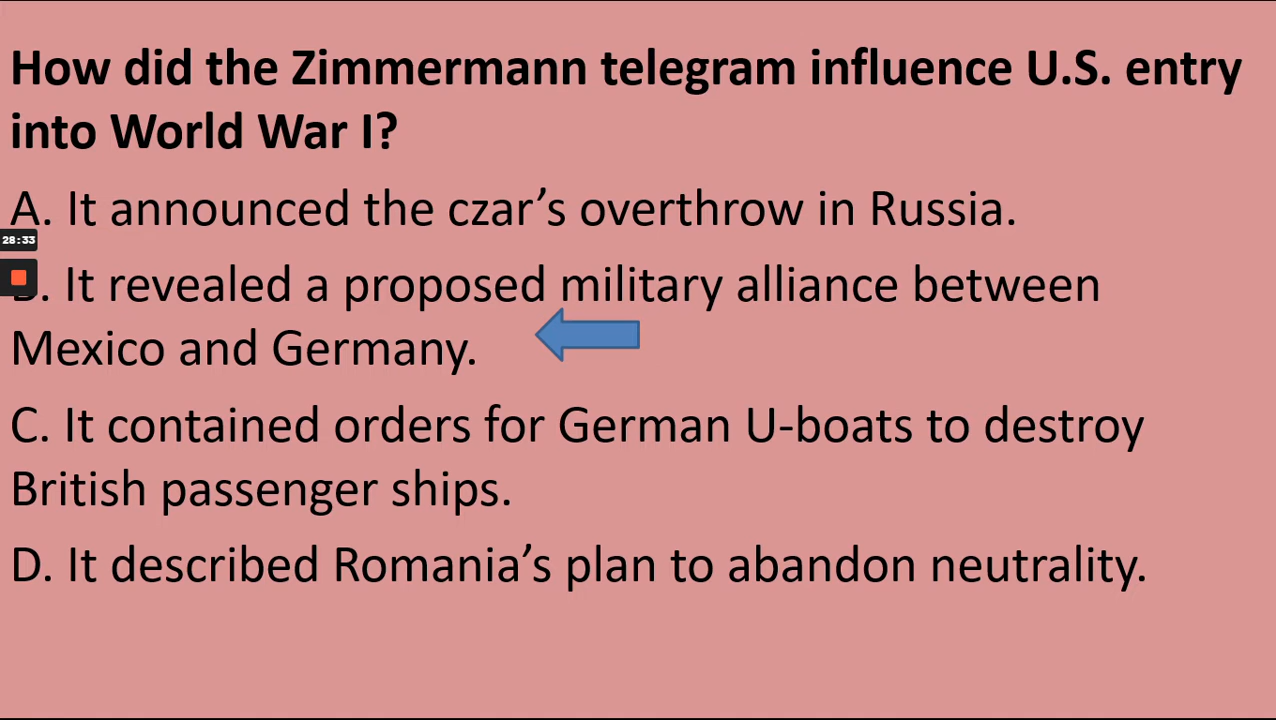 How did the Zimmermann telegram influence U.S. entry
into World War I?
A. It announced the czar’s overthrow in Russia.
28:33
B. It revealed a proposed military alliance between
Mexico and Germany.
C. It contained orders for German U-boats to destroy
British passenger ships.
D. It described Romania’s plan to abandon neutrality.